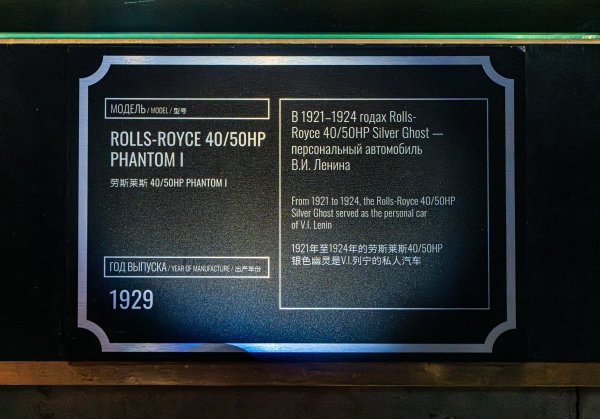 МОДЕЛЬ / MODEL / 型号
ROLLS-ROYCE 40/50HP
PHANTOM I
劳斯莱斯 40/50HP PHANTOM I
ГОД ВЫПУСКА / YEAR OF MANUFACTURE / 出产年份
1929
В 1921–1924 годах Rolls-
Royce 40/50HP Silver Ghost —
персональный автомобиль
В.И. Ленина
From 1921 to 1924, the Rolls-Royce 40/50HP
Silver Ghost served as the personal car
of V.I. Lenin
1921年至1924年的劳斯莱斯40/50HP
银色幽灵是V.I.列宁的私人汽车